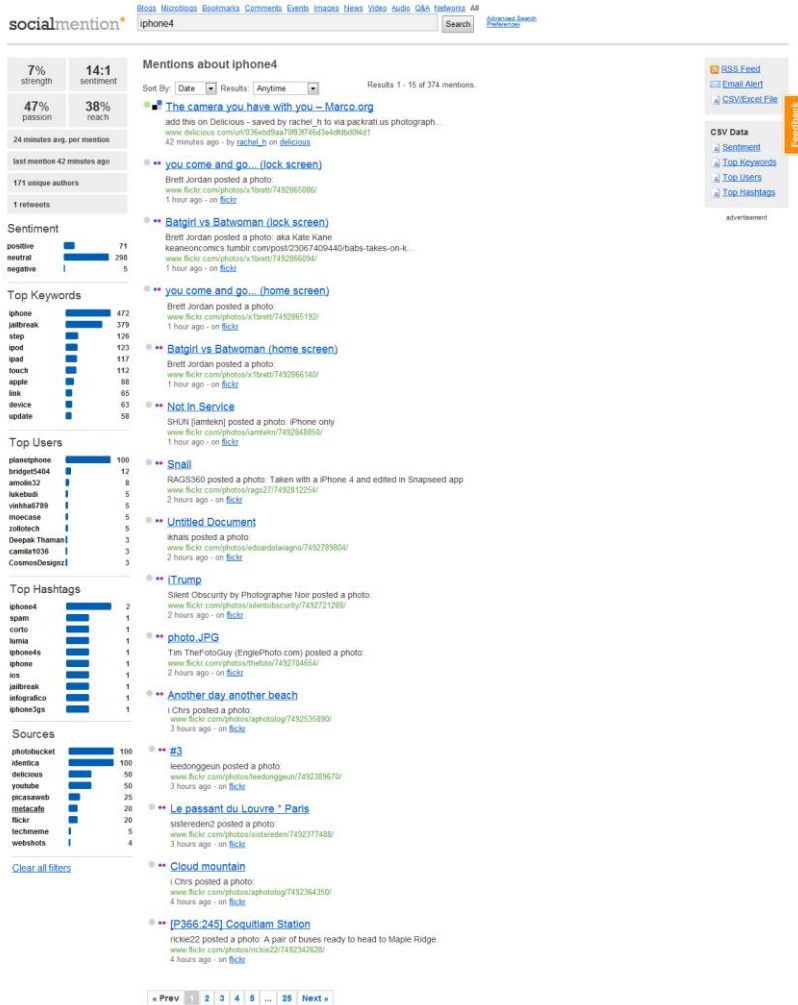 Blogs Microblogs Bookmarks Comments Events Images News Video Audio Q&A Networks All
socialmention*
iphone4
Search
Advanced Search
Preferences
7%
strength
14:1
sentiment
47%
passion
38%
reach
24 minutes avg. per mention
last mention 42 minutes ago
171 unique authors
1 retweets
Sentiment
positive 71
neutral 298
negative 5
Top Keywords
iphone 472
jailbreak 379
step 126
ipod 123
ipad 117
touch 112
apple 88
link 65
device 63
update 58
Top Users
planetphone 100
bridget5404 12
amolin32 8
lukebudi 5
vinhha6789 5
moecase 5
zollotech 5
Deepak Thaman 3
camila1036 3
CosmosDesignz 3
Top Hashtags
iphone4 2
spam 1
corto 1
lumia 1
iphone4s 1
iphone 1
ios 1
jailbreak 1
infografico 1
iphone3gs 1
Sources
photobucket 100
identica 100
delicious 50
youtube 50
picasaweb 25
metacafe 20
flickr 20
techmeme 5
webshots 4
Clear all filters
Mentions about iphone4
Sort By: Date Results: Anytime Results 1 - 15 of 374 mentions.
The camera you have with you – Marco.org
add this on Delicious - saved by rachel_h to via:packrati.us photograph...
42 minutes ago - by rachel_h on delicious
you come and go... (lock screen)
Brett Jordan posted a photo:
www.flickr.com/photos/x1brett/7492865086/
1 hour ago - on flickr
Batgirl vs Batwoman (lock screen)
Brett Jordan posted a photo: aka Kate Kane
keaneoncomics.tumblr.com/post/23067409440/babs-takes-on-k...
www.flickr.com/photos/x1brett/7492866094/
1 hour ago - on flickr
you come and go... (home screen)
Brett Jordan posted a photo:
www.flickr.com/photos/x1brett/7492865192/
1 hour ago - on flickr
Batgirl vs Batwoman (home screen)
Brett Jordan posted a photo:
www.flickr.com/photos/x1brett/7492866140/
1 hour ago - on flickr
Not In Service
SHUN [iamtekn] posted a photo: iPhone only
www.flickr.com/photos/iamtekn/7492848850/
1 hour ago - on flickr
Snail
RAGS360 posted a photo: Taken with a iPhone 4 and edited in Snapseed app
www.flickr.com/photos/rags27/7492812254/
2 hours ago - on flickr
Untitled Document
ikhals posted a photo:
www.flickr.com/photos/edoardolavagno/7492789804/
2 hours ago - on flickr
iTrump
Silent Obscurity by Photographie Noir posted a photo:
www.flickr.com/photos/silentobscurity/7492721288/
2 hours ago - on flickr
photo.JPG
Tim TheFotoGuy (EnglePhoto.com) posted a photo:
www.flickr.com/photos/thefoto/7492704654/
2 hours ago - on flickr
Another day another beach
i.Chrs posted a photo:
www.flickr.com/photos/aphotolog/7492535890/
3 hours ago - on flickr
#3
leedonggeun posted a photo:
www.flickr.com/photos/leedonggeun/7492389670/
3 hours ago - on flickr
Le passant du Louvre * Paris
sistereden2 posted a photo:
www.flickr.com/photos/sistereden/7492377488/
3 hours ago - on flickr
Cloud mountain
i.Chrs posted a photo:
www.flickr.com/photos/aphotolog/7492364350/
4 hours ago - on flickr
[P366:245] Coquitlam Station
rickie22 posted a photo: A pair of buses ready to head to Maple Ridge.
www.flickr.com/photos/rickie22/7492342628/
4 hours ago - on flickr
« Prev 1 2 3 4 5 ... 25 Next »
RSS Feed
Email Alert
CSV/Excel File
Feedback
CSV Data
Sentiment
Top Keywords
Top Users
Top Hashtags
advertisement